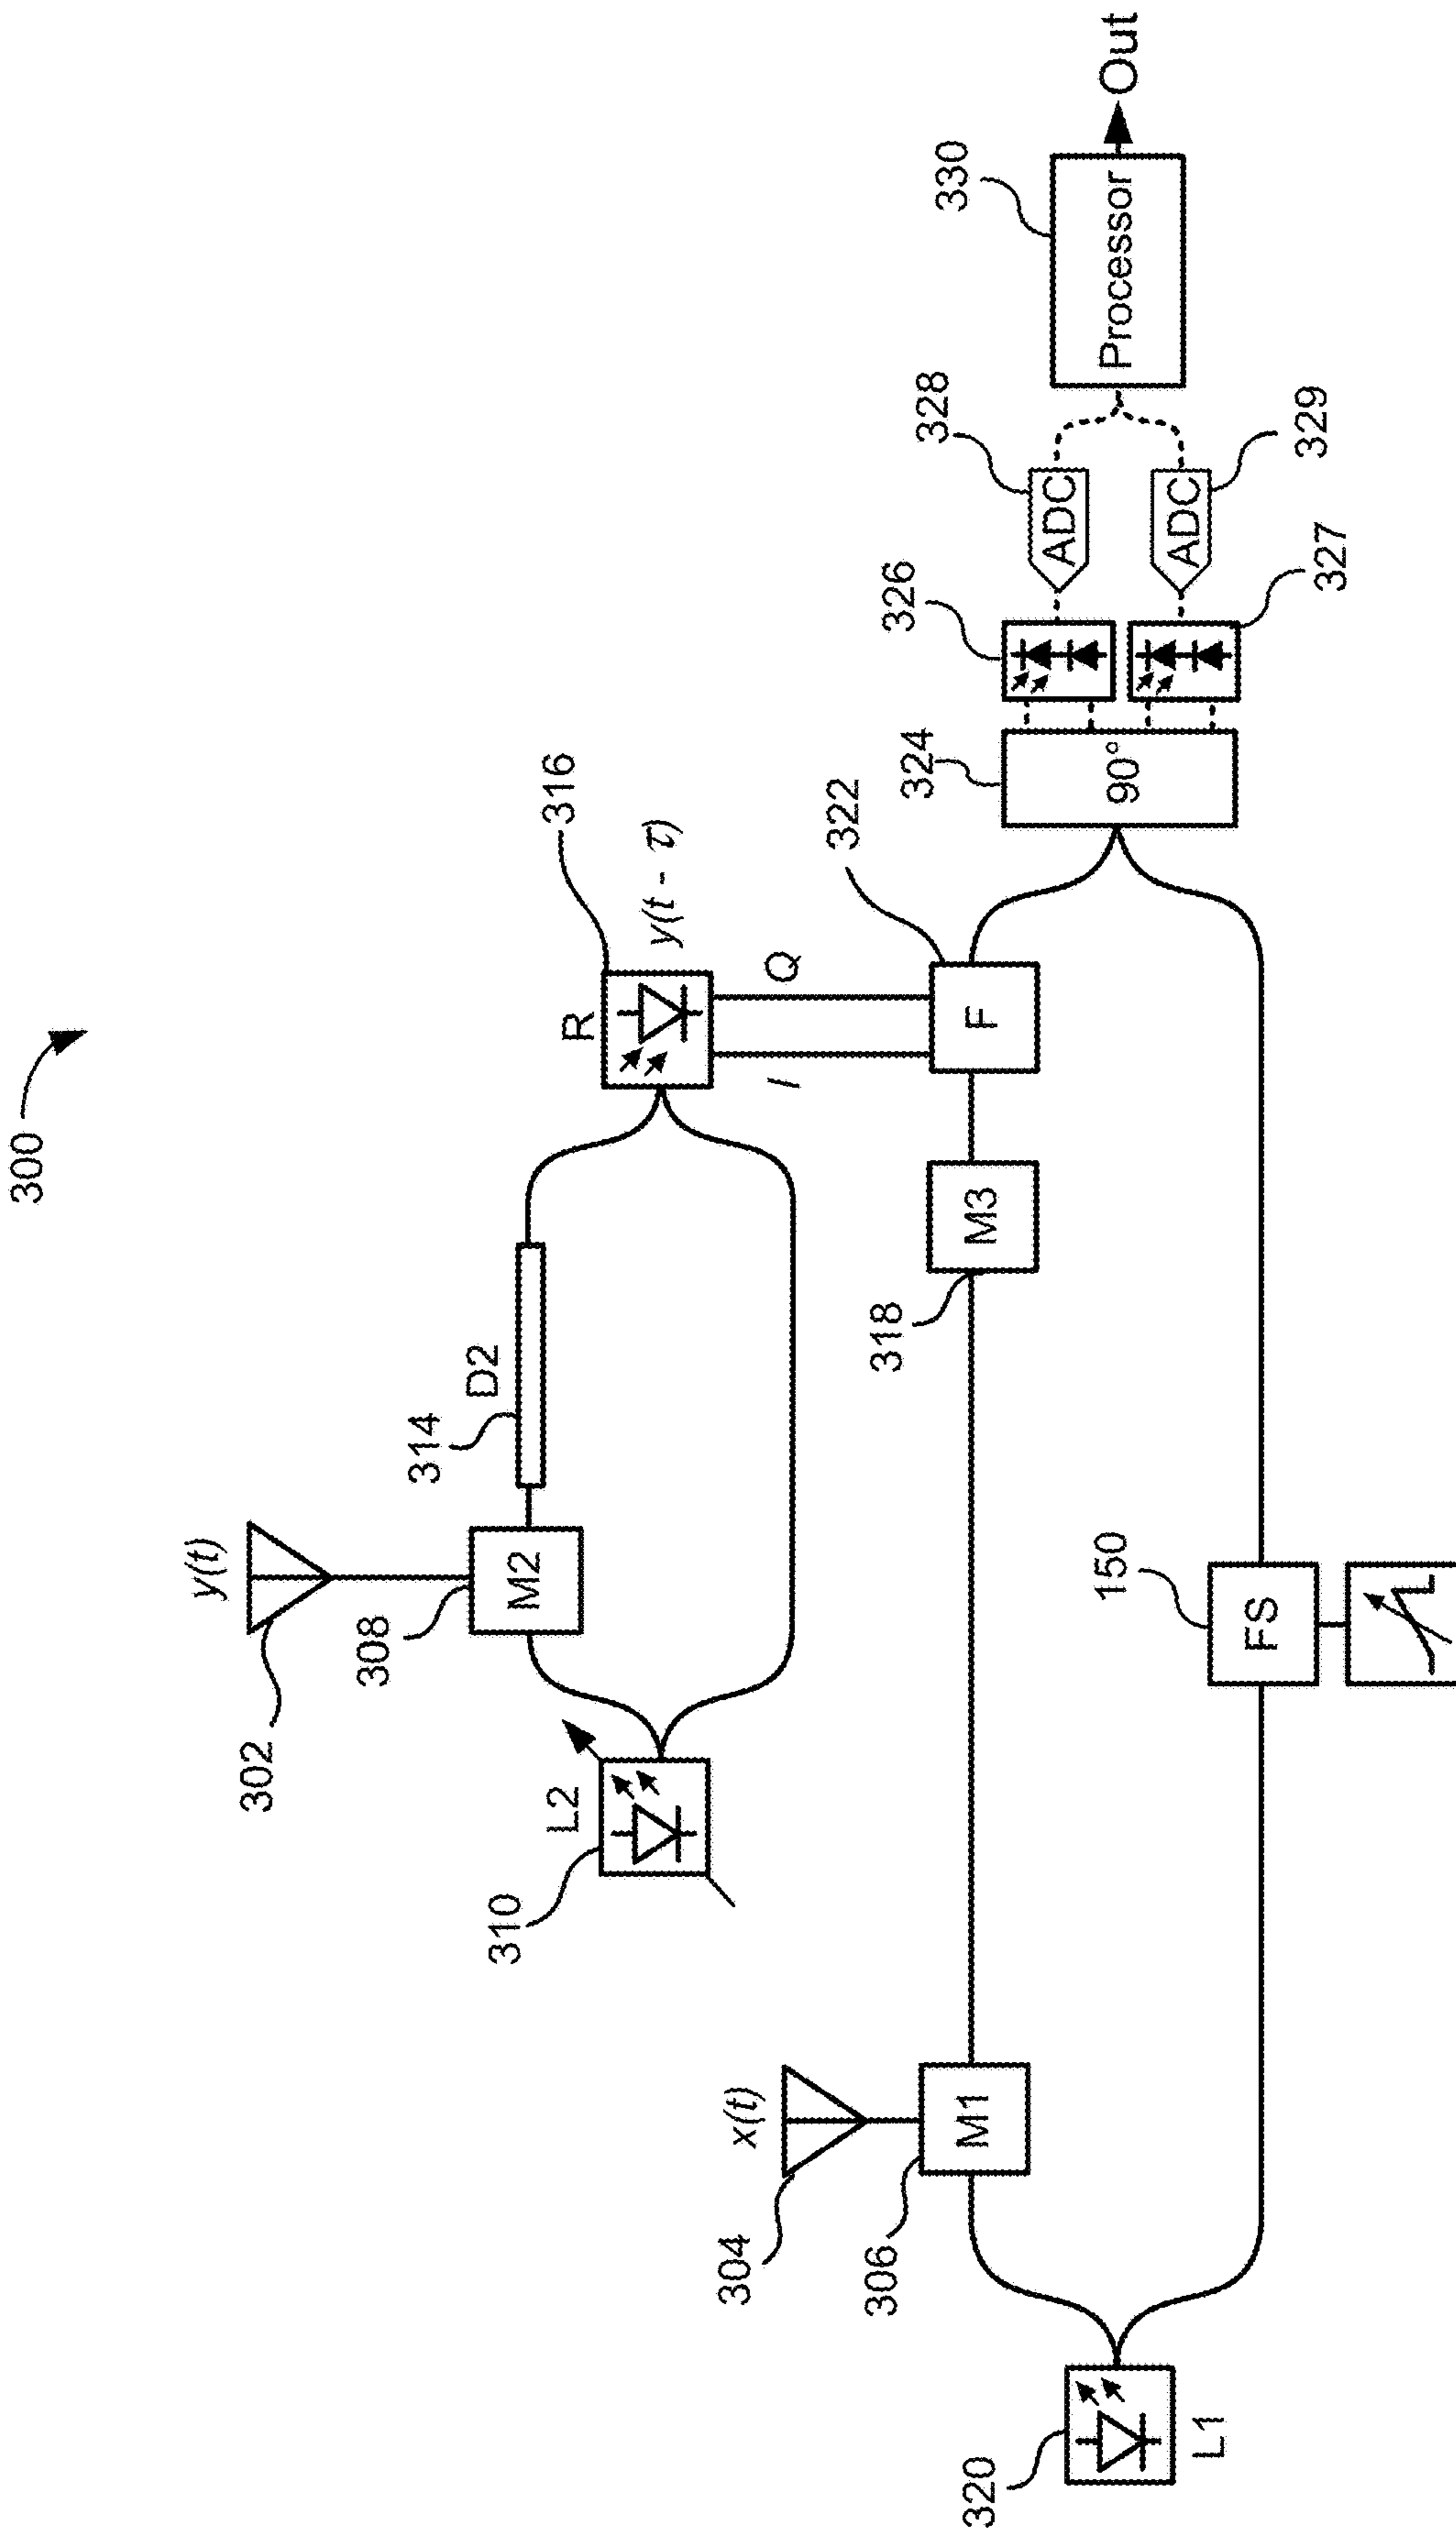 300
y(t)
302
308
M2
314
D2
310
L2
R
316
y(t - τ)
I
Q
x(t)
304
306
M1
318
M3
322
F
324
90°
326
327
328
ADC
329
ADC
330
Processor
Out
320
L1
150
FS